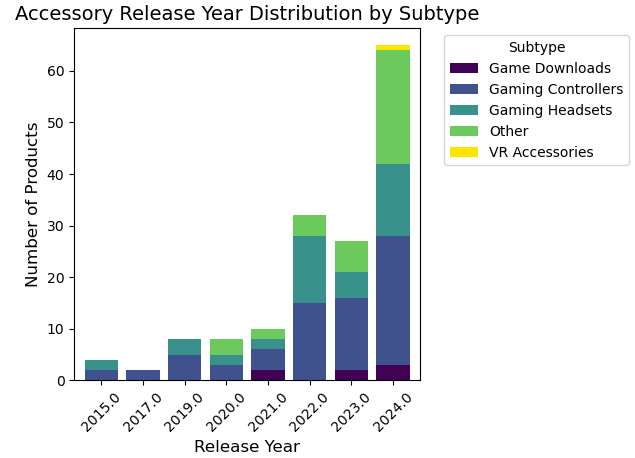 Accessory Release Year Distribution by Subtype
Subtype
Game Downloads
Gaming Controllers
Gaming Headsets
Other
VR Accessories
Number of Products
60
50
40
30
20
10
0
2015.0
2017.0
2019.0
2020.0
2021.0
2022.0
2023.0
2024.0
Release Year